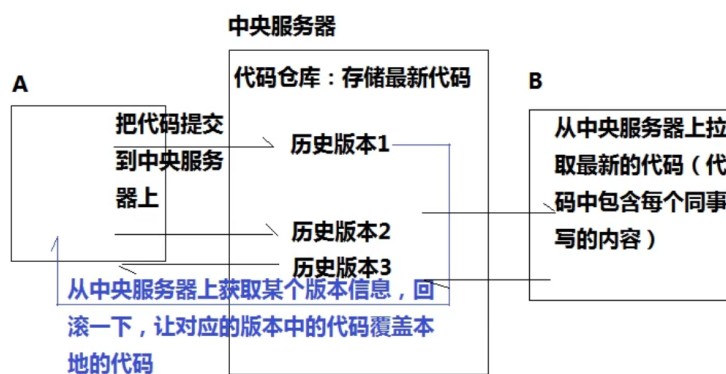 中央服务器
A
代码仓库：存储最新代码
B
把代码提交
到中央服务
器上
历史版本1
历史版本2
历史版本3
从中央服务器上拉
取最新的代码（代
码中包含每个同事
写的内容）
从中央服务器上获取某个版本信息，回
滚一下，让对应的版本中的代码覆盖本
地的代码